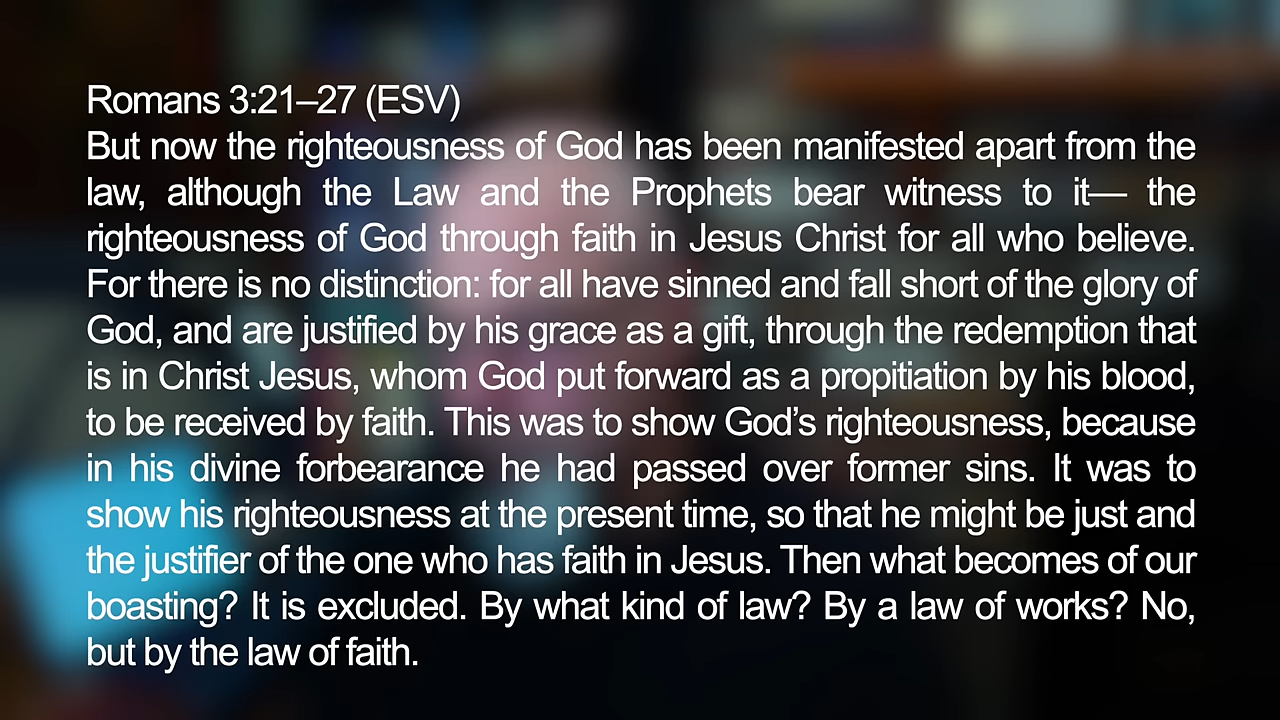 Romans 3:21–27 (ESV)
But now the righteousness of God has been manifested apart from the
law, although the Law and the Prophets bear witness to it— the
righteousness of God through faith in Jesus Christ for all who believe.
For there is no distinction: for all have sinned and fall short of the glory of
God, and are justified by his grace as a gift, through the redemption that
is in Christ Jesus, whom God put forward as a propitiation by his blood,
to be received by faith. This was to show God’s righteousness, because
in his divine forbearance he had passed over former sins. It was to
show his righteousness at the present time, so that he might be just and
the justifier of the one who has faith in Jesus. Then what becomes of our
boasting? It is excluded. By what kind of law? By a law of works? No,
but by the law of faith.